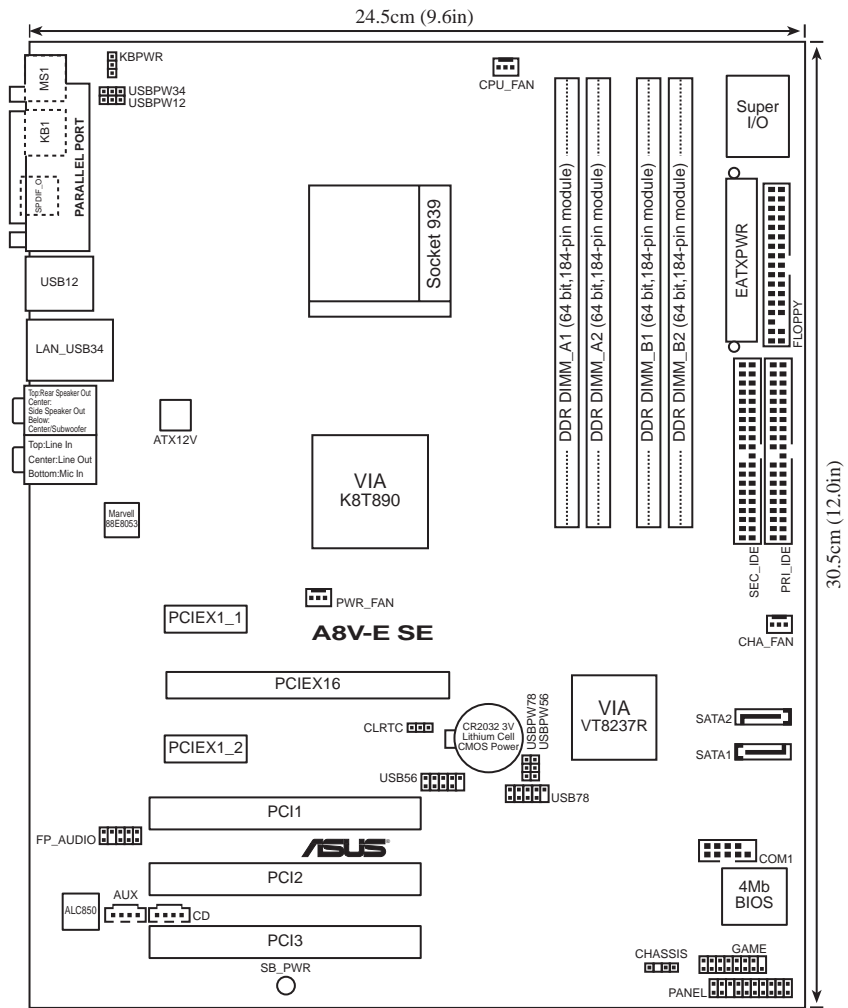 24.5cm (9.6in)
KBPWR
MS1
USBPW34
USBPW12
CPU_FAN
Super
I/O
KB1
PARALLEL PORT
SPDIF_O
Socket 939
DDR DIMM_A1 (64 bit,184-pin module)
DDR DIMM_A2 (64 bit,184-pin module)
DDR DIMM_B1 (64 bit,184-pin module)
DDR DIMM_B2 (64 bit,184-pin module)
EATXPWR
FLOPPY
USB12
LAN_USB34
Top:Rear Speaker Out
Center:
Side Speaker Out
Below:
Center/Subwoofer
Top:Line In
Center:Line Out
Bottom:Mic In
ATX12V
VIA
K8T890
Marvell
88E8053
SEC_IDE
PRI_IDE
30.5cm (12.0in)
PWR_FAN
PCIEX1_1
A8V-E SE
CHA_FAN
PCIEX16
CLRTC
CR2032 3V
Lithium Cell
CMOS Power
USBPW78
USBPW56
VIA
VT8237R
SATA2
SATA1
PCIEX1_2
USB56
USB78
PCI1
FP_AUDIO
ASUS
COM1
PCI2
4Mb
BIOS
ALC850
AUX
CD
PCI3
SB_PWR
CHASSIS
GAME
PANEL